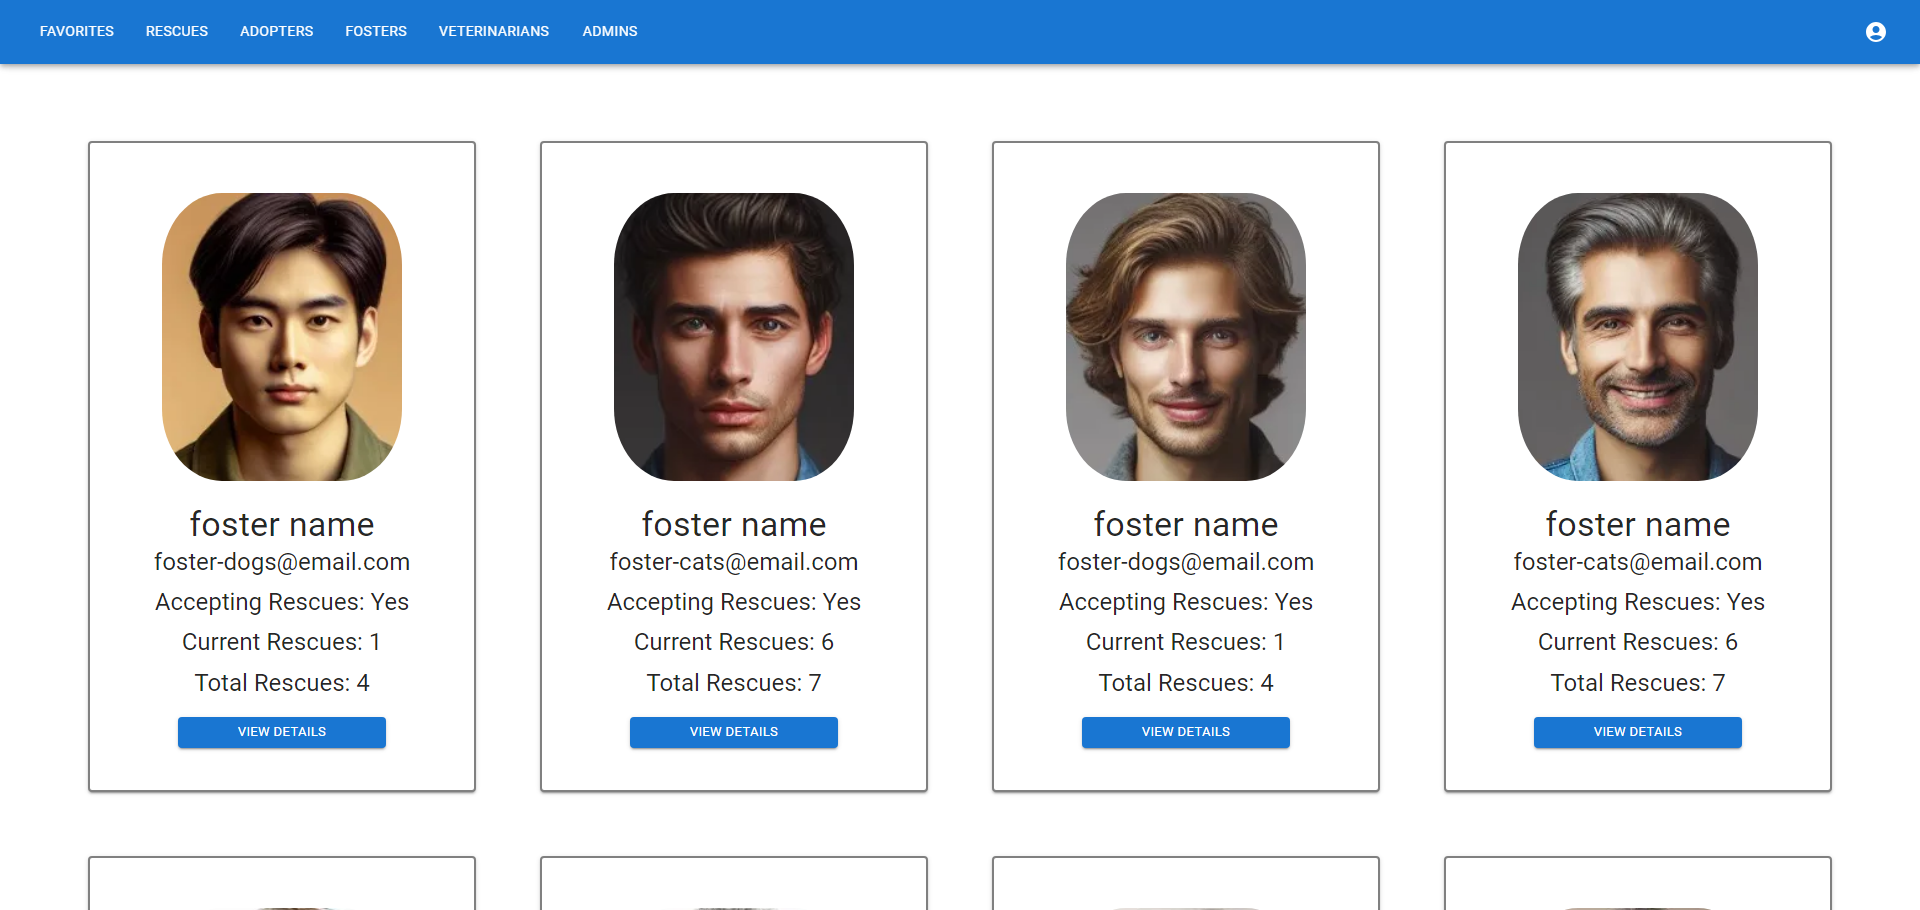 FAVORITES RESCUES ADOPTERS FOSTERS VETERINARIANS ADMINS
foster name
foster-dogs@email.com
Accepting Rescues: Yes
Current Rescues: 1
Total Rescues: 4
VIEW DETAILS
foster name
foster-cats@email.com
Accepting Rescues: Yes
Current Rescues: 6
Total Rescues: 7
VIEW DETAILS
foster name
foster-dogs@email.com
Accepting Rescues: Yes
Current Rescues: 1
Total Rescues: 4
VIEW DETAILS
foster name
foster-cats@email.com
Accepting Rescues: Yes
Current Rescues: 6
Total Rescues: 7
VIEW DETAILS